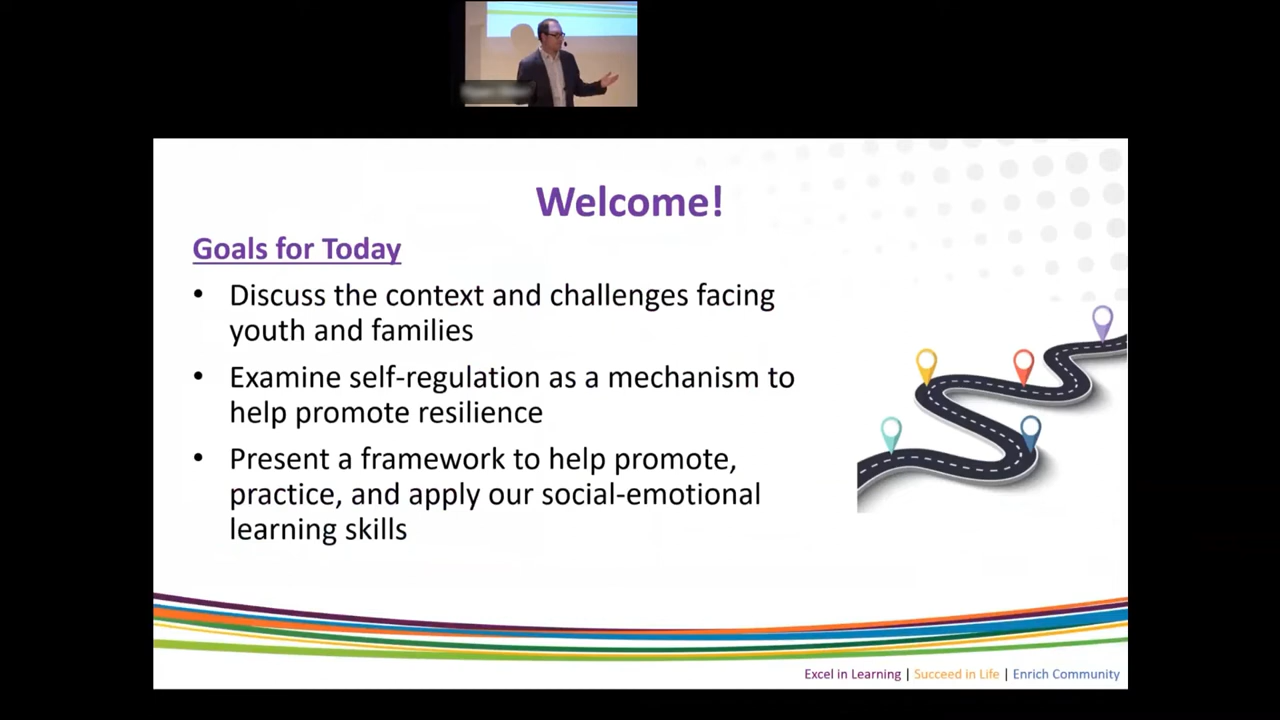 Welcome!
Goals for Today
• Discuss the context and challenges facing
youth and families
• Examine self-regulation as a mechanism to
help promote resilience
• Present a framework to help promote,
practice, and apply our social-emotional
learning skills
Excel in Learning | Succeed in Life | Enrich Community